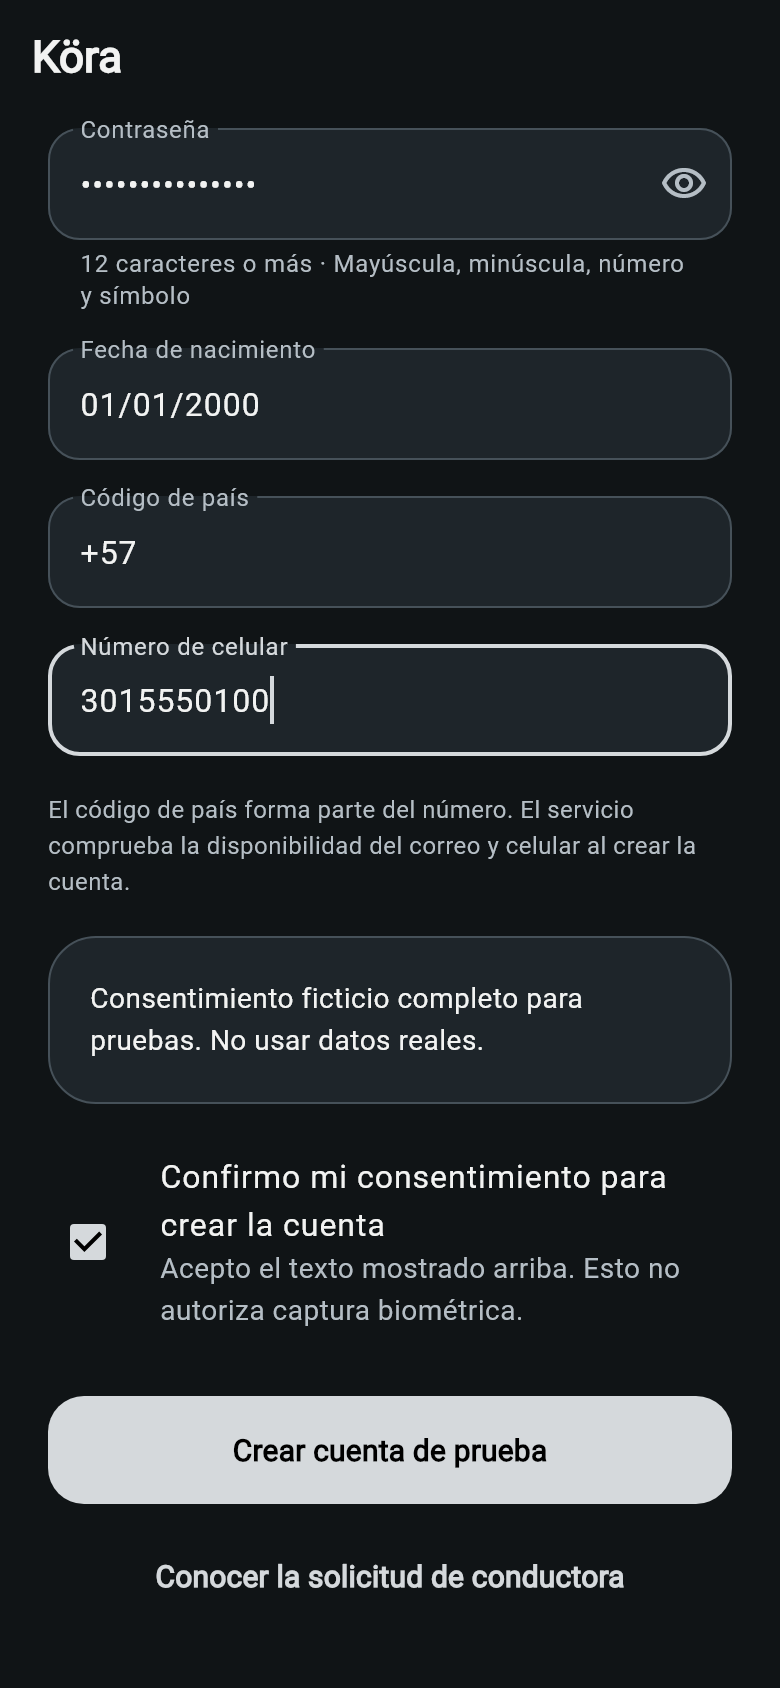 Köra
Contraseña
•••••••••••••••
12 caracteres o más · Mayúscula, minúscula, número
y símbolo
Fecha de nacimiento
01/01/2000
Código de país
+57
Número de celular
3015550100
El código de país forma parte del número. El servicio
comprueba la disponibilidad del correo y celular al crear la
cuenta.
Consentimiento ficticio completo para
pruebas. No usar datos reales.
Confirmo mi consentimiento para
crear la cuenta
Acepto el texto mostrado arriba. Esto no
autoriza captura biométrica.
Crear cuenta de prueba
Conocer la solicitud de conductora